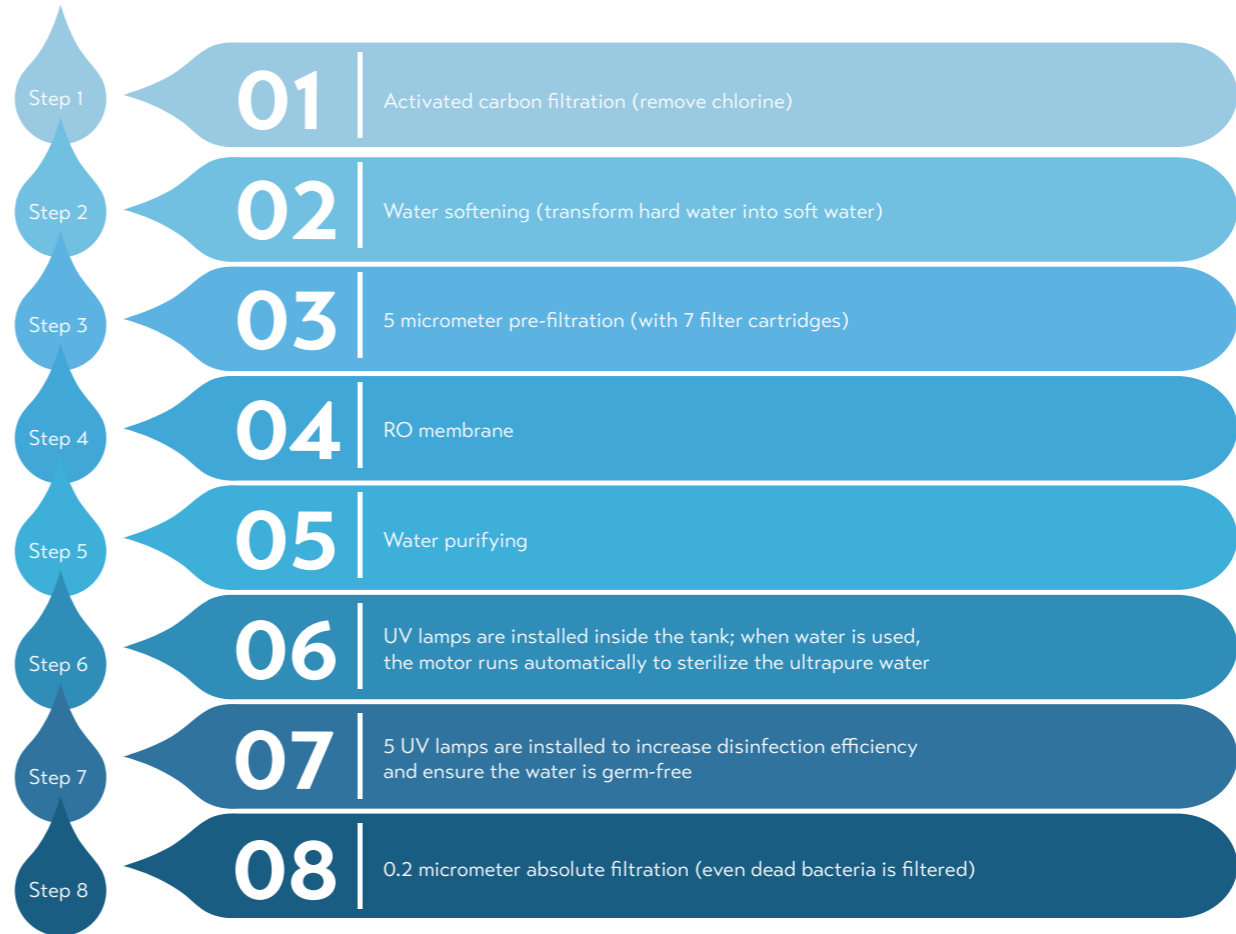 Step 1
01
Activated carbon filtration (remove chlorine)
Step 2
02
Water softening (transform hard water into soft water)
Step 3
03
5 micrometer pre-filtration (with 7 filter cartridges)
Step 4
04
RO membrane
Step 5
05
Water purifying
Step 6
06
UV lamps are installed inside the tank; when water is used,
the motor runs automatically to sterilize the ultrapure water
Step 7
07
5 UV lamps are installed to increase disinfection efficiency
and ensure the water is germ-free
Step 8
08
0.2 micrometer absolute filtration (even dead bacteria is filtered)